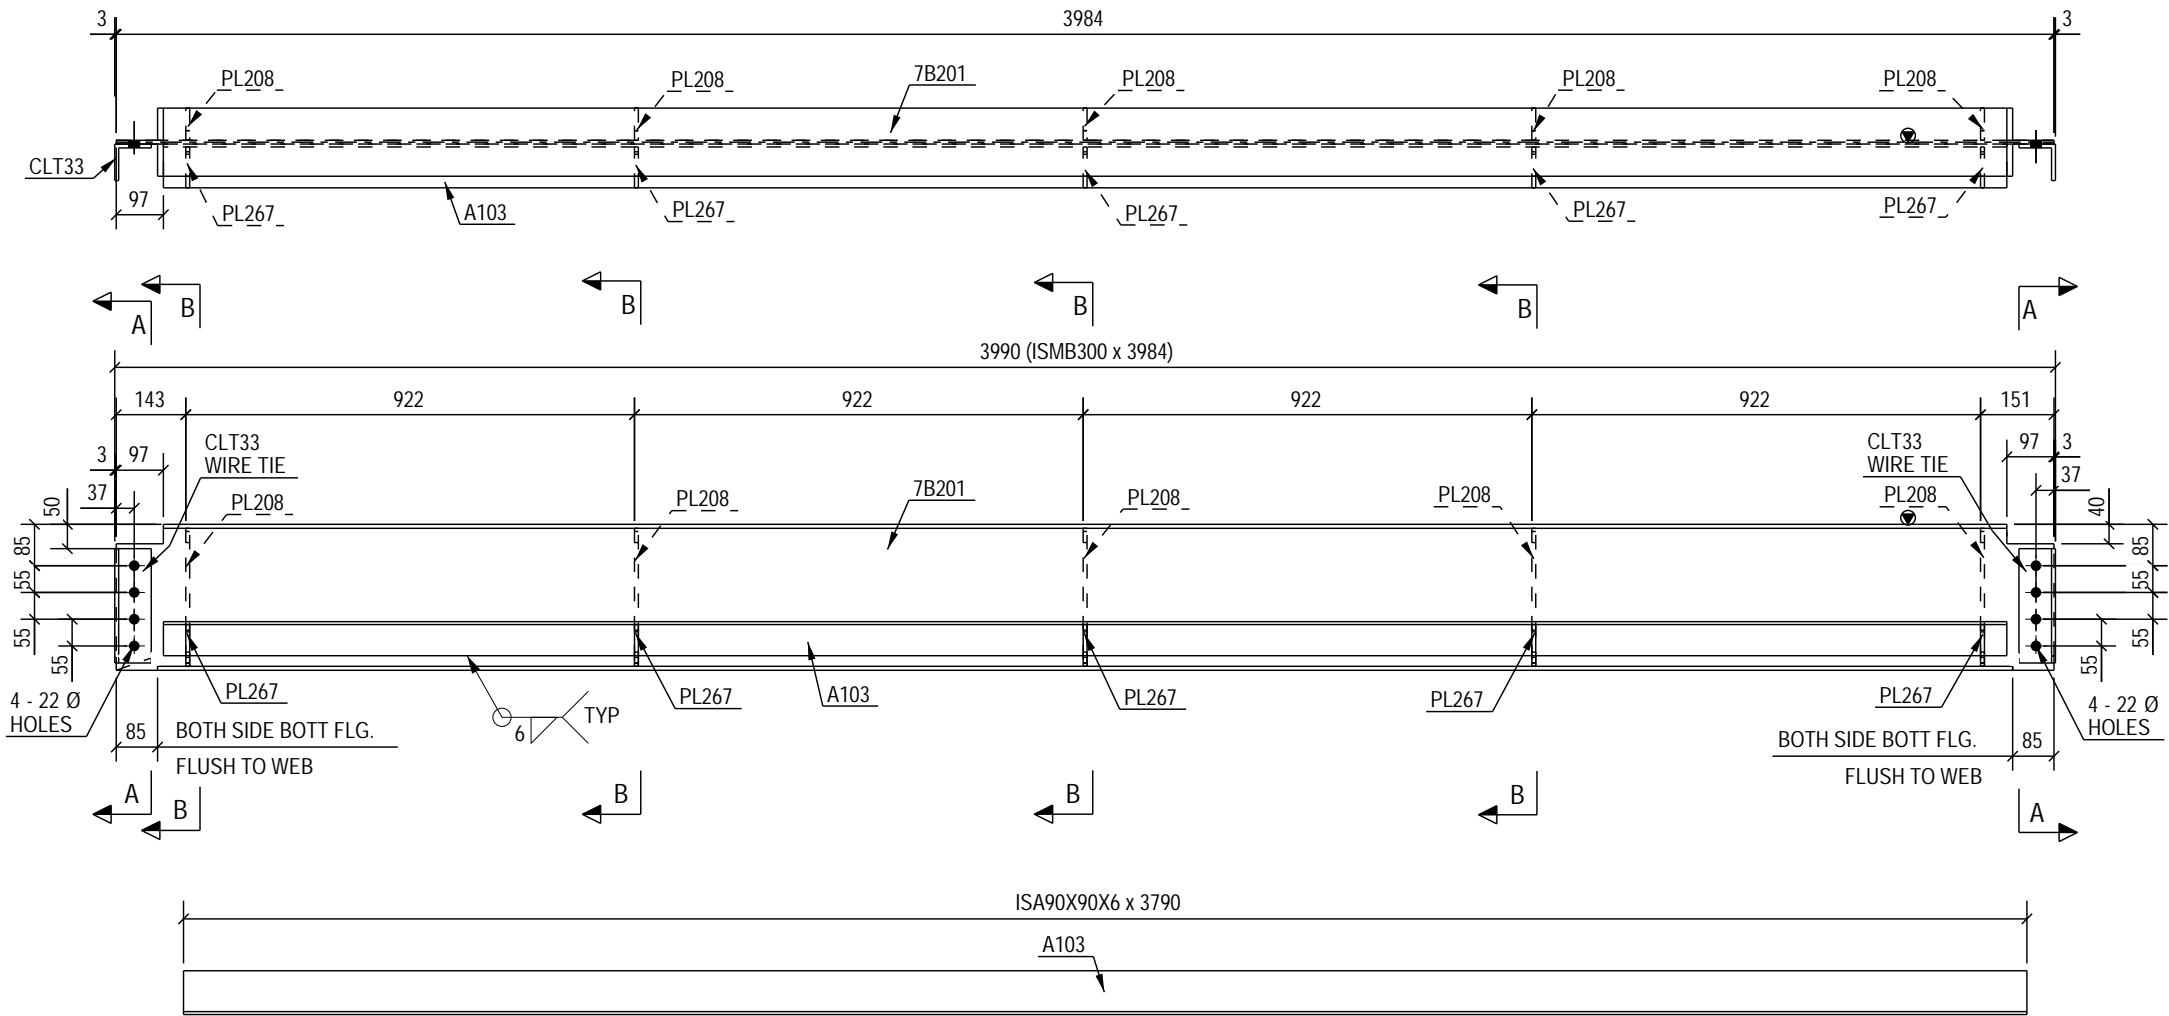 3 3984 3
PL208 PL208 7B201 PL208 PL208 PL208
CLT33
97
PL267 A103 PL267 PL267 PL267 PL267
A B B B B A
3990 (ISMB300 x 3984)
143 922 922 922 922 151
3 97 CLT33
WIRE TIE
CLT33
WIRE TIE
97 3
37 PL208 PL208 7B201 PL208 PL208 PL208 37
50 40
85 85
55 55
55 55
55 55
4 - 22 Ø
HOLES
PL267 PL267 A103 PL267 PL267 PL267
4 - 22 Ø
HOLES
6 TYP
85 BOTH SIDE BOTT FLG.
FLUSH TO WEB
BOTH SIDE BOTT FLG. 85
FLUSH TO WEB
A B B B B A
ISA90X90X6 x 3790
A103